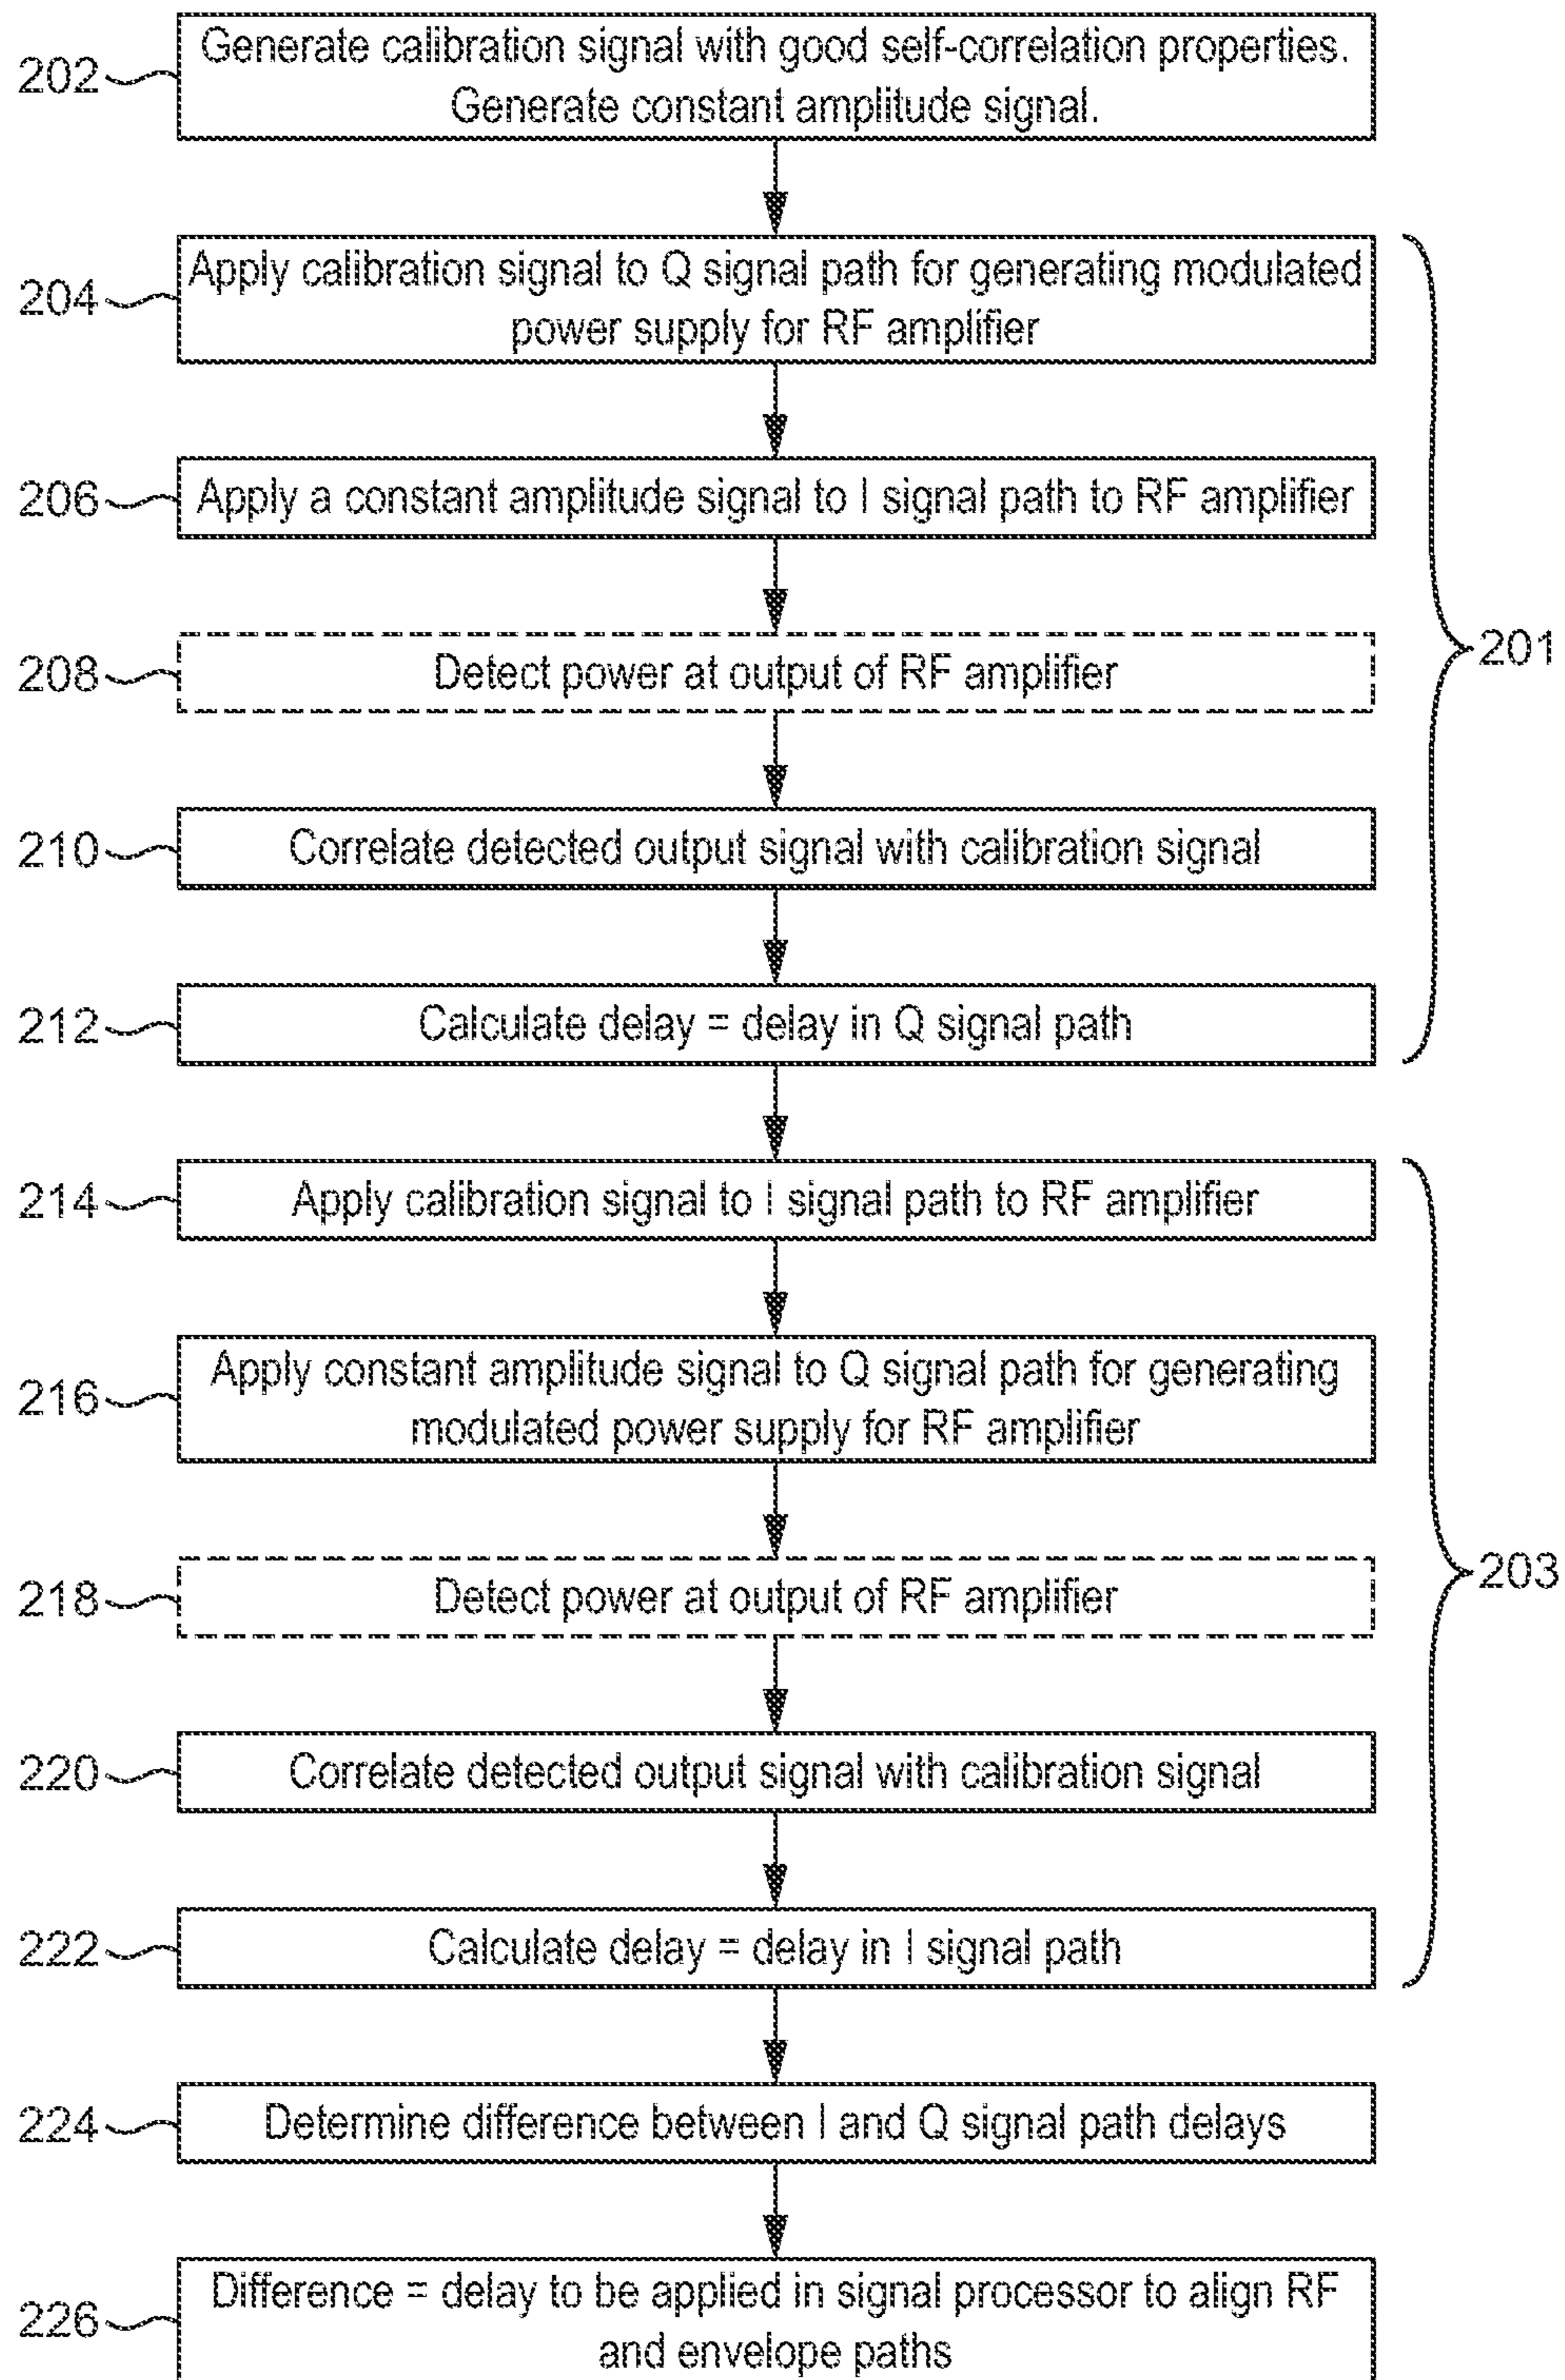 202
Generate calibration signal with good self-correlation properties.
Generate constant amplitude signal.
204
Apply calibration signal to Q signal path for generating modulated
power supply for RF amplifier
206
Apply a constant amplitude signal to I signal path to RF amplifier
208
Detect power at output of RF amplifier
201
210
Correlate detected output signal with calibration signal
212
Calculate delay = delay in Q signal path
214
Apply calibration signal to I signal path to RF amplifier
216
Apply constant amplitude signal to Q signal path for generating
modulated power supply for RF amplifier
218
Detect power at output of RF amplifier
203
220
Correlate detected output signal with calibration signal
222
Calculate delay = delay in I signal path
224
Determine difference between I and Q signal path delays
226
Difference = delay to be applied in signal processor to align RF
and envelope paths